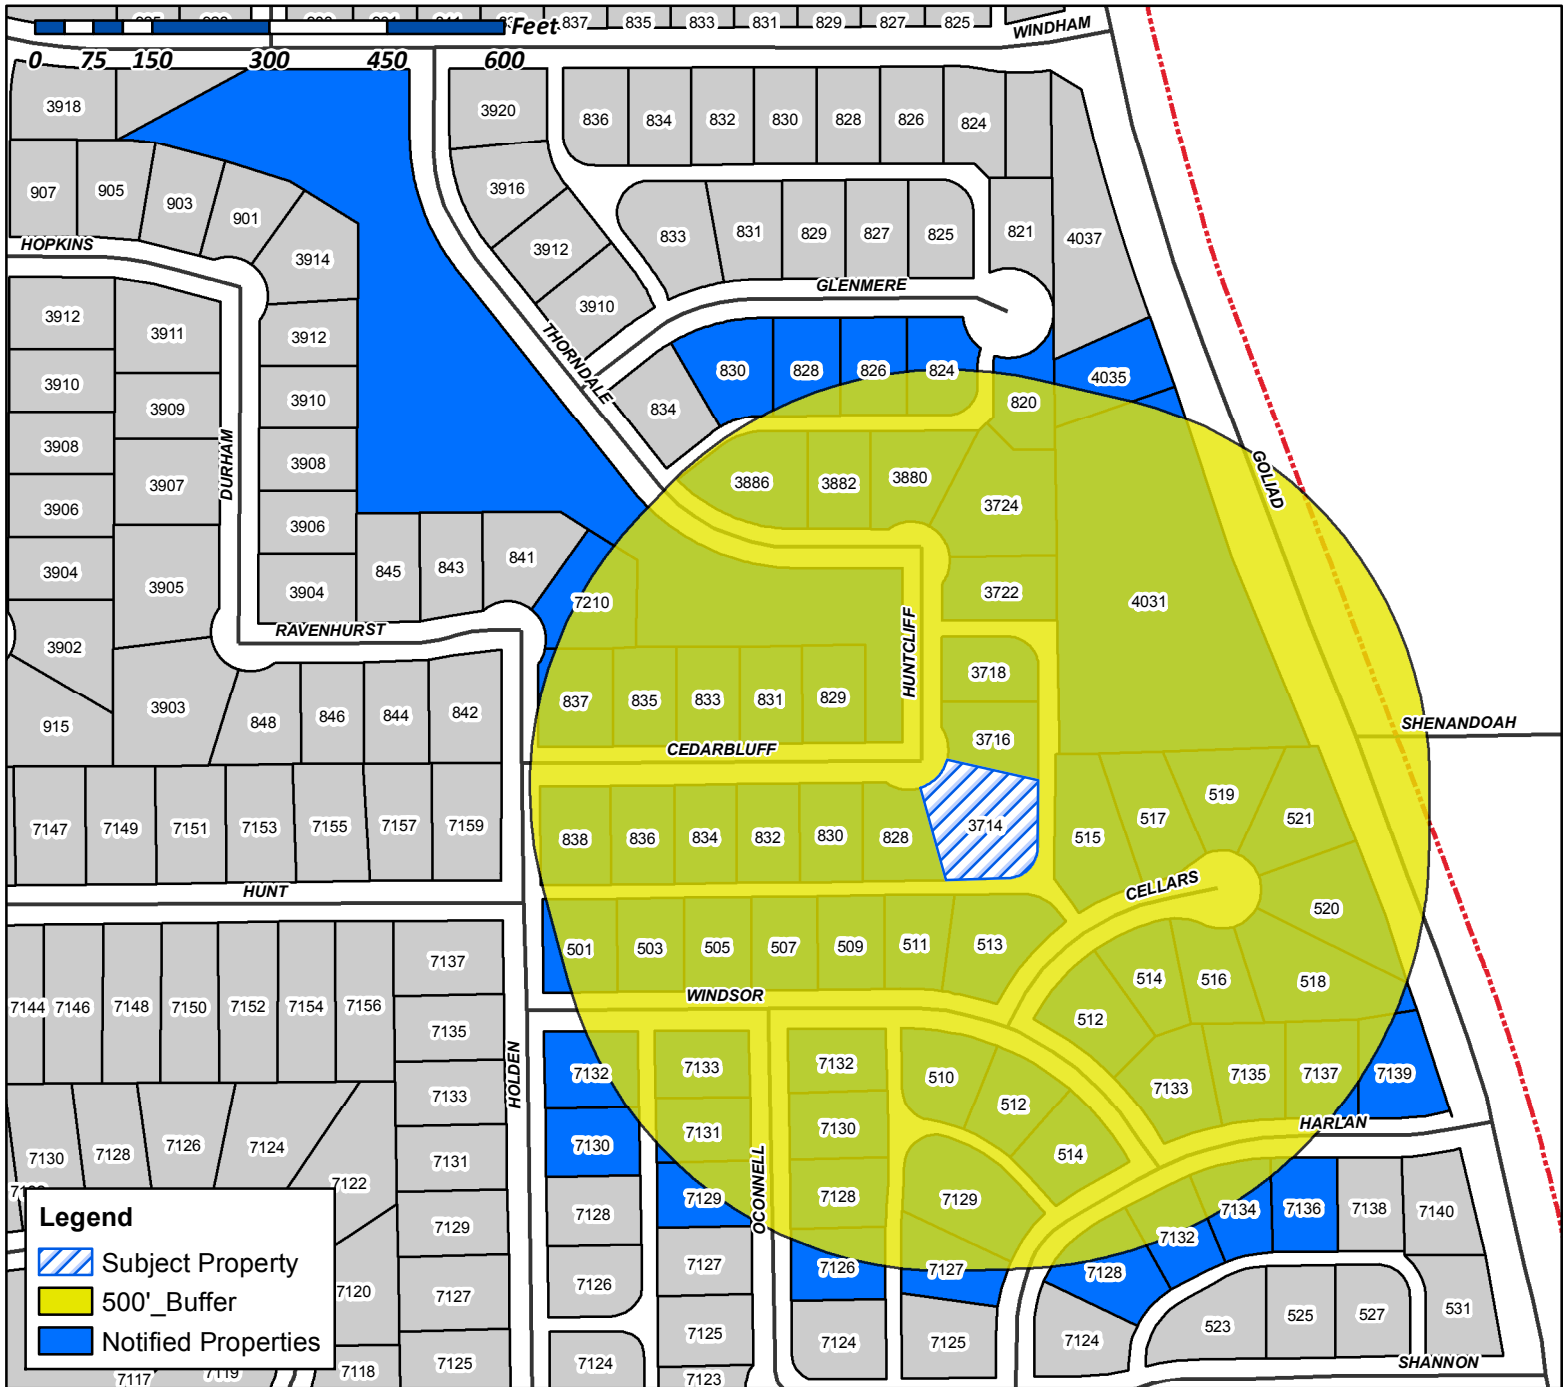 837 835 833 831 829 827 825
Feet
0 75 150 300 450 600
WINDHAM
3918
3920
836 834 832 830 828 826 824
907 905 903 901
3916
3914
3912
833 831 829 827 825 821 4037
HOPKINS
GLENMERE
3910
3912 3911 3912
THORNDALE
830 828 826 824 4035
3910 3909 3910
834
820
3908 3907 3908
DURHAM
3886 3882 3880
GOLIAD
3906 3906
3724
3904 3905 3904
845 843 841
7210
3722
4031
RAVENHURST
HUNTCLIFF
3902
3718
837 835 833 831 829
915 3903 848 846 844 842
3716
SHENANDOAH
CEDARBLUFF
519
517
521
7147 7149 7151 7153 7155 7157 7159
838 836 834 832 830 828
3714
515
HUNT
CELLARS
520
501 503 505 507 509 511 513
7137
514 516 518
WINDSOR
7144 7146 7148 7150 7152 7154 7156
512
7135
HOLDEN
7132 7133 7132
510
7133 7135 7137 7139
7133
512
HARLAN
7130 7128 7126 7124
7130 7131 7130
7131
514
OCONNELL
7122
7129 7128 7129
7128
7129
7134 7136 7138 7140
7132
7127 7126 7127 7128
7126
7120
7127
523 525 527 531
7125 7124 7125 7124
7124
7118
7125
7123
7117 7119
SHANNON
Legend
Subject Property
500'_Buffer
Notified Properties